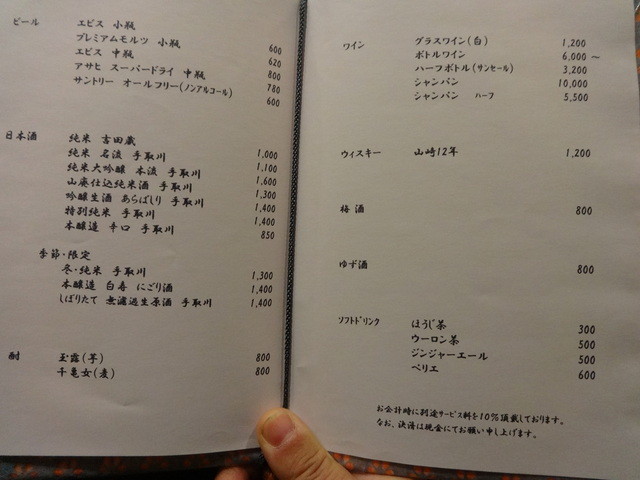 ビール エビス 小瓶 600
プレミアムモルツ 小瓶 620
エビス 中瓶 800
アサヒ スーパードライ 中瓶 780
サントリー オールフリー(ノンアルコール) 600
日本酒 純米 吉田蔵 1,000
純米 名流 手取川 1,100
純米大吟醸 本流 手取川 1,600
山廃仕込純米酒 手取川 1,300
吟醸生酒 あらばしり 手取川 1,400
特別純米 手取川 1,400
本醸造 辛口 手取川 850
季節・限定
冬・純米 手取川 1,300
本醸造 白寿 にごり酒 1,400
しぼりたて 無濾過生原酒 手取川 1,400
酎 玉露(芋) 800
千亀女(麦) 800
ワイン グラスワイン(白) 1,200
ボトルワイン 6,000 ～
ハーフボトル(サンセール) 3,200
シャンパン 10,000
シャンパン ハーフ 5,500
ウィスキー 山崎12年 1,200
梅酒 800
ゆず酒 800
ソフトドリンク ほうじ茶 300
ウーロン茶 500
ジンジャーエール 500
ペリエ 600
お会計時に別途サービス料を10%頂戴しております。
なお、決済は現金にてお願い申し上げます。